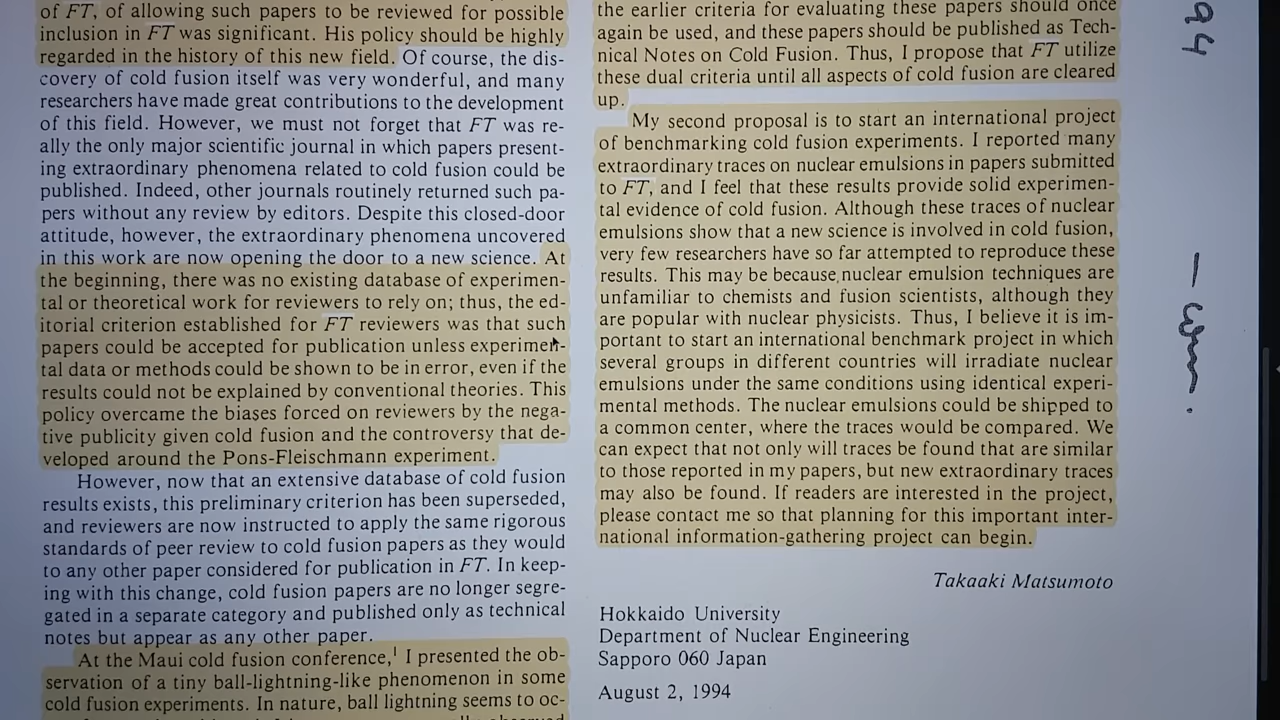 of FT, of allowing such papers to be reviewed for possible
inclusion in FT was significant. His policy should be highly
regarded in the history of this new field. Of course, the dis-
covery of cold fusion itself was very wonderful, and many
researchers have made great contributions to the development
of this field. However, we must not forget that FT was re-
ally the only major scientific journal in which papers present-
ing extraordinary phenomena related to cold fusion could be
published. Indeed, other journals routinely returned such pa-
pers without any review by editors. Despite this closed-door
attitude, however, the extraordinary phenomena uncovered
in this work are now opening the door to a new science. At
the beginning, there was no existing database of experimen-
tal or theoretical work for reviewers to rely on; thus, the ed-
itorial criterion established for FT reviewers was that such
papers could be accepted for publication unless experimen-
tal data or methods could be shown to be in error, even if the
results could not be explained by conventional theories. This
policy overcame the biases forced on reviewers by the nega-
tive publicity given cold fusion and the controversy that de-
veloped around the Pons-Fleischmann experiment.
However, now that an extensive database of cold fusion
results exists, this preliminary criterion has been superseded,
and reviewers are now instructed to apply the same rigorous
standards of peer review to cold fusion papers as they would
to any other paper considered for publication in FT. In keep-
ing with this change, cold fusion papers are no longer segre-
gated in a separate category and published only as technical
notes but appear as any other paper.
At the Maui cold fusion conference,¹ I presented the ob-
servation of a tiny ball-lightning-like phenomenon in some
cold fusion experiments. In nature, ball lightning seems to oc-
the earlier criteria for evaluating these papers should once
again be used, and these papers should be published as Tech-
nical Notes on Cold Fusion. Thus, I propose that FT utilize
these dual criteria until all aspects of cold fusion are cleared
up.
My second proposal is to start an international project
of benchmarking cold fusion experiments. I reported many
extraordinary traces on nuclear emulsions in papers submitted
to FT, and I feel that these results provide solid experimen-
tal evidence of cold fusion. Although these traces of nuclear
emulsions show that a new science is involved in cold fusion,
very few researchers have so far attempted to reproduce these
results. This may be because nuclear emulsion techniques are
unfamiliar to chemists and fusion scientists, although they
are popular with nuclear physicists. Thus, I believe it is im-
portant to start an international benchmark project in which
several groups in different countries will irradiate nuclear
emulsions under the same conditions using identical experi-
mental methods. The nuclear emulsions could be shipped to
a common center, where the traces would be compared. We
can expect that not only will traces be found that are similar
to those reported in my papers, but new extraordinary traces
may also be found. If readers are interested in the project,
please contact me so that planning for this important inter-
national information-gathering project can begin.
Takaaki Matsumoto
Hokkaido University
Department of Nuclear Engineering
Sapporo 060 Japan
August 2, 1994
94